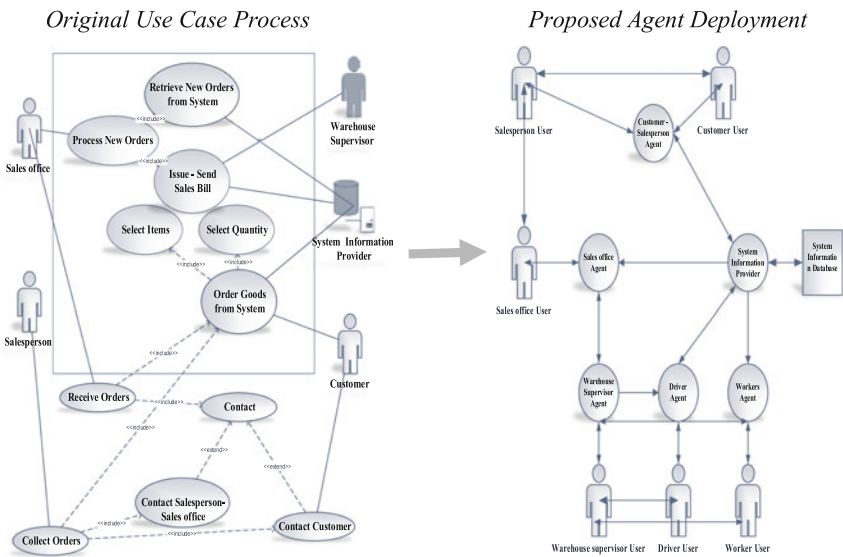 Original Use Case Process
Retrieve New Orders
from System
<<include>>
Process New Orders
<<include>>
Issue - Send
Sales Bill
Sales office
Warehouse
Supervisor
Select Items
Select Quantity
System Information
Provider
<<include>>
<<include>>
Order Goods
from System
Salesperson
<<include>>
Customer
Receive Orders
<<include>>
<<include>>
Contact
<<extend>>
<<extend>>
Contact Salesperson-
Sales office
<<include>>
Collect Orders
<<include>>
Contact Customer
Proposed Agent Deployment
Salesperson User
Customer -
Salesperson
Agent
Customer User
Sales office
Agent
System
Information
Provider
System
Informatio
n Database
Sales office User
Warehouse
Supervisor
Agent
Driver
Agent
Workers
Agent
Warehouse supervisor User
Driver User
Worker User